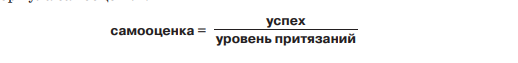 самооценка = успех
уровень притязаний